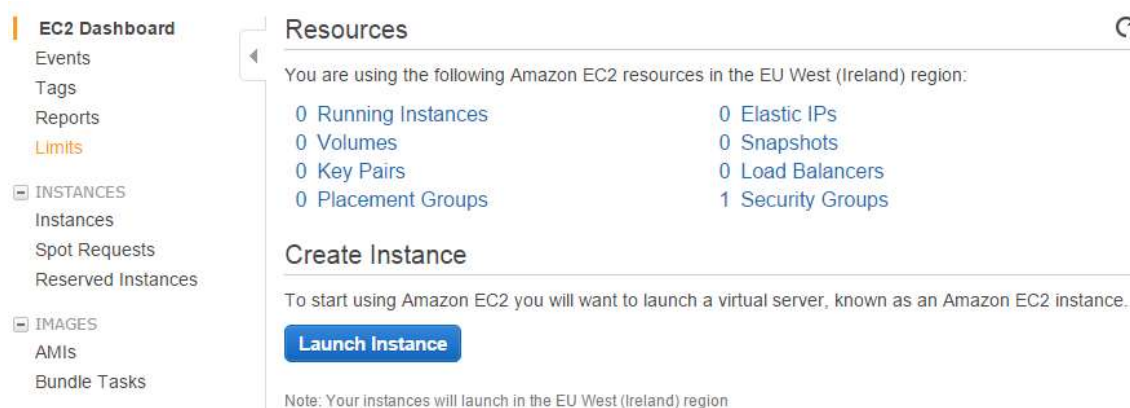 EC2 Dashboard
Events
Tags
Reports
Limits
INSTANCES
Instances
Spot Requests
Reserved Instances
IMAGES
AMIs
Bundle Tasks
Resources
You are using the following Amazon EC2 resources in the EU West (Ireland) region:
0 Running Instances
0 Elastic IPs
0 Volumes
0 Snapshots
0 Key Pairs
0 Load Balancers
0 Placement Groups
1 Security Groups
Create Instance
To start using Amazon EC2 you will want to launch a virtual server, known as an Amazon EC2 instance.
Launch Instance
Note: Your instances will launch in the EU West (Ireland) region